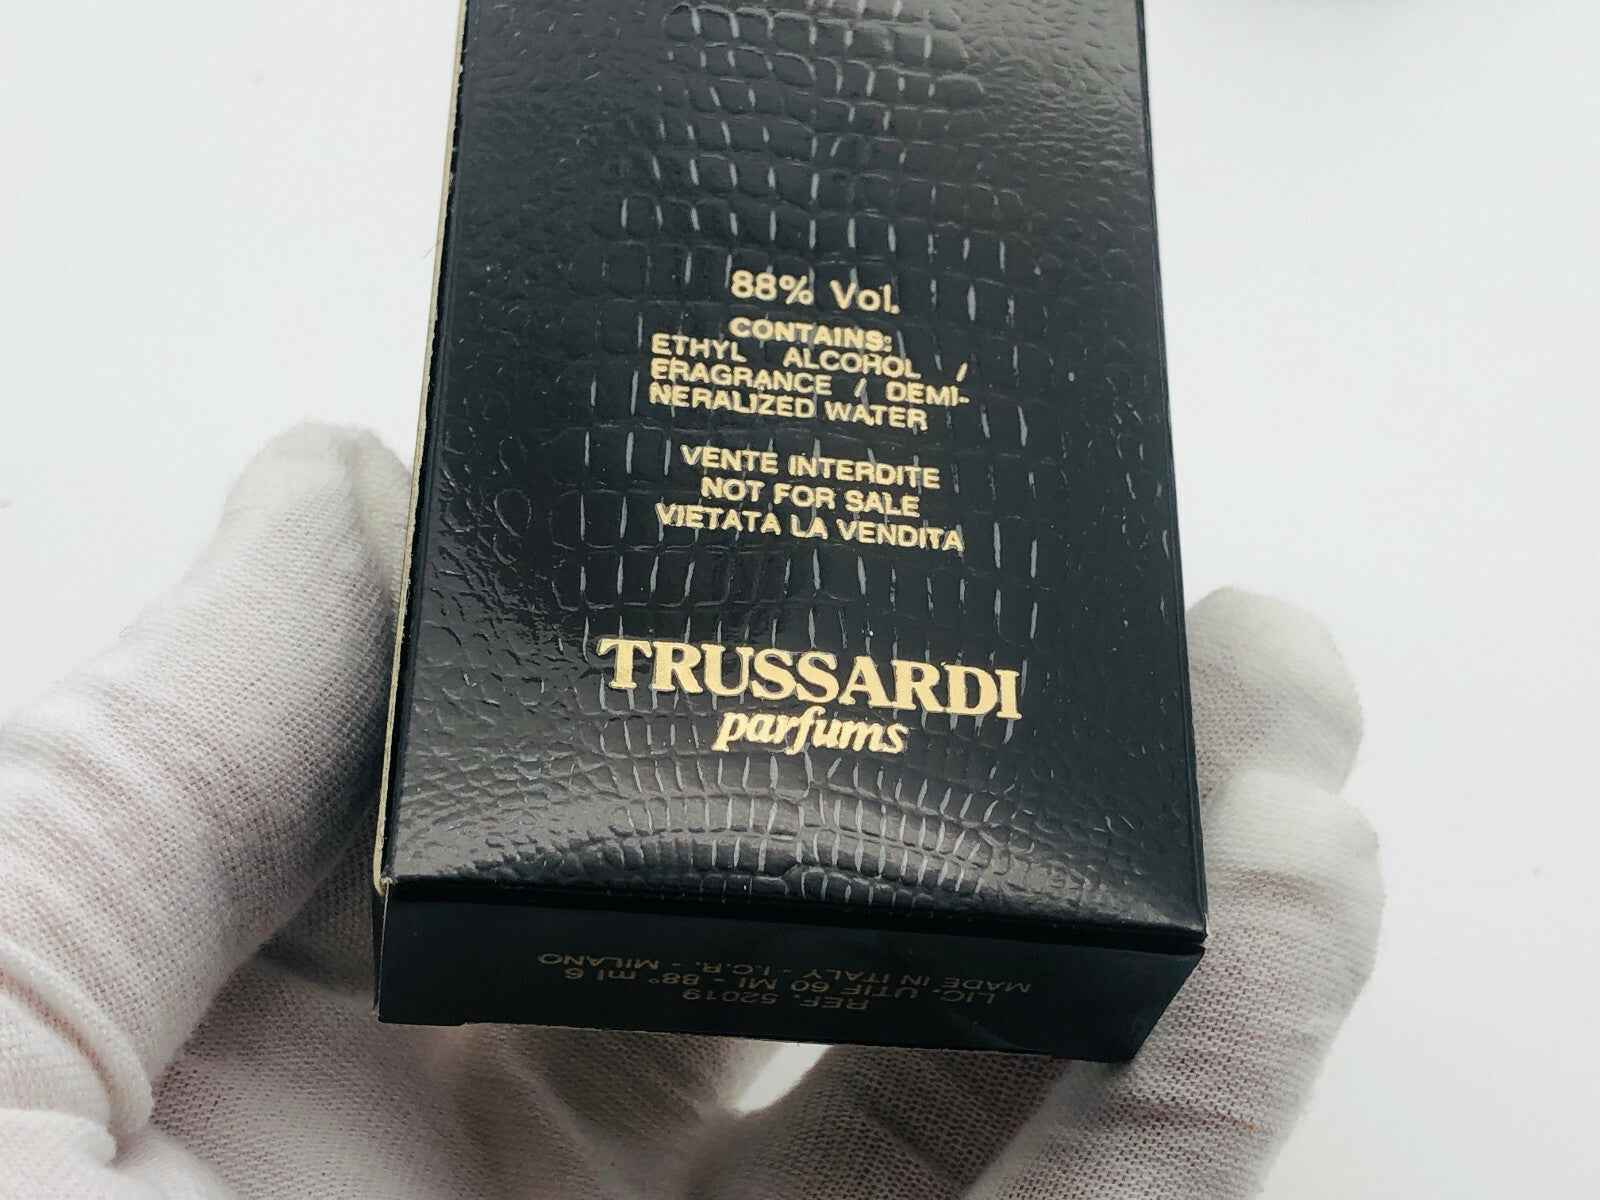 88% Vol.
CONTAINS:
ETHYL ALCOHOL /
FRAGRANCE / DEMI-
NERALIZED WATER
VENTE INTERDITE
NOT FOR SALE
VIETATA LA VENDITA
TRUSSARDI
parfums
REF. 52019
LIC. UTIF 60 MI - 88° ml 6
MADE IN ITALY - I.C.R. - MILANO